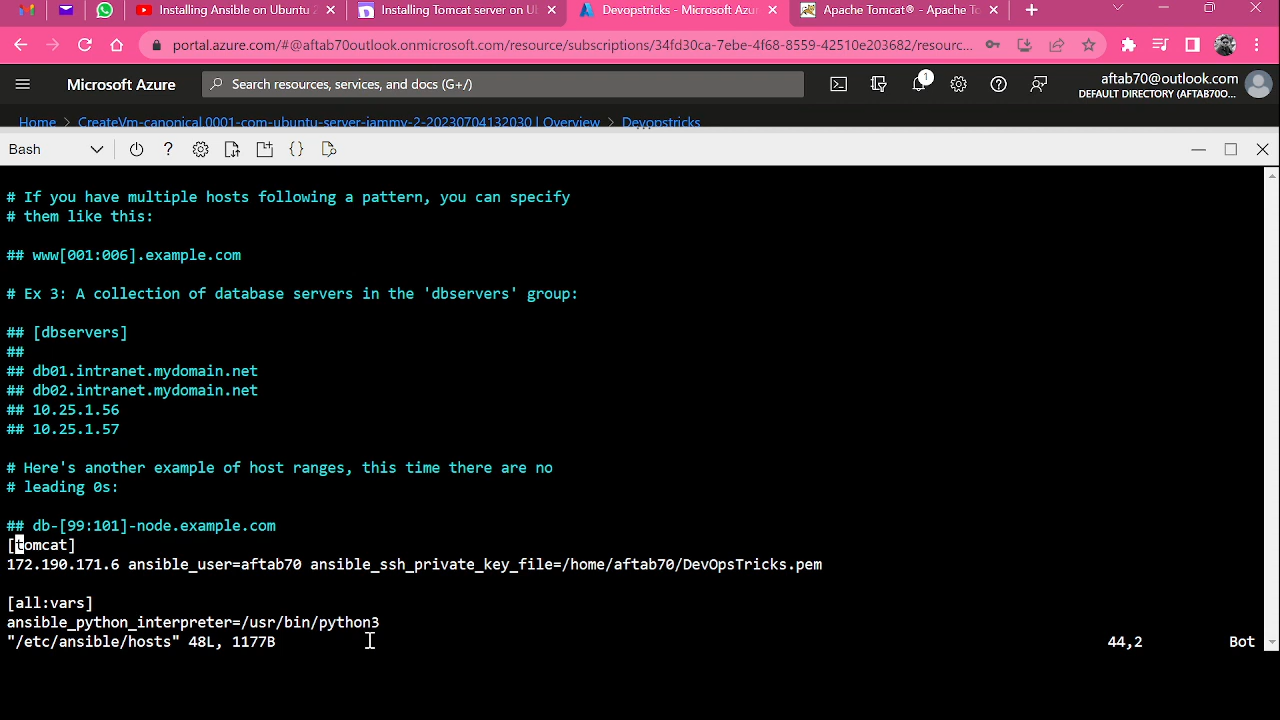 Installing Ansible on Ubuntu 2
Installing Tomcat server on Ub
Devopstricks - Microsoft Azur
Apache Tomcat® - Apache To
portal.azure.com/#@aftab70outlook.onmicrosoft.com/resource/subscriptions/34fd30ca-7ebe-4f68-8559-42510e203682/resourc...
Microsoft Azure
Search resources, services, and docs (G+/)
1
aftab70@outlook.com
DEFAULT DIRECTORY (AFTAB70O...
Home > CreateVm-canonical.0001-com-ubuntu-server-jammy-2-20230704132030 | Overview > Devopstricks
Bash
# If you have multiple hosts following a pattern, you can specify
# them like this:
## www[001:006].example.com
# Ex 3: A collection of database servers in the 'dbservers' group:
## [dbservers]
##
## db01.intranet.mydomain.net
## db02.intranet.mydomain.net
## 10.25.1.56
## 10.25.1.57
# Here's another example of host ranges, this time there are no
# leading 0s:
## db-[99:101]-node.example.com
[tomcat]
172.190.171.6 ansible_user=aftab70 ansible_ssh_private_key_file=/home/aftab70/DevOpsTricks.pem
[all:vars]
ansible_python_interpreter=/usr/bin/python3
"/etc/ansible/hosts" 48L, 1177B 44,2 Bot